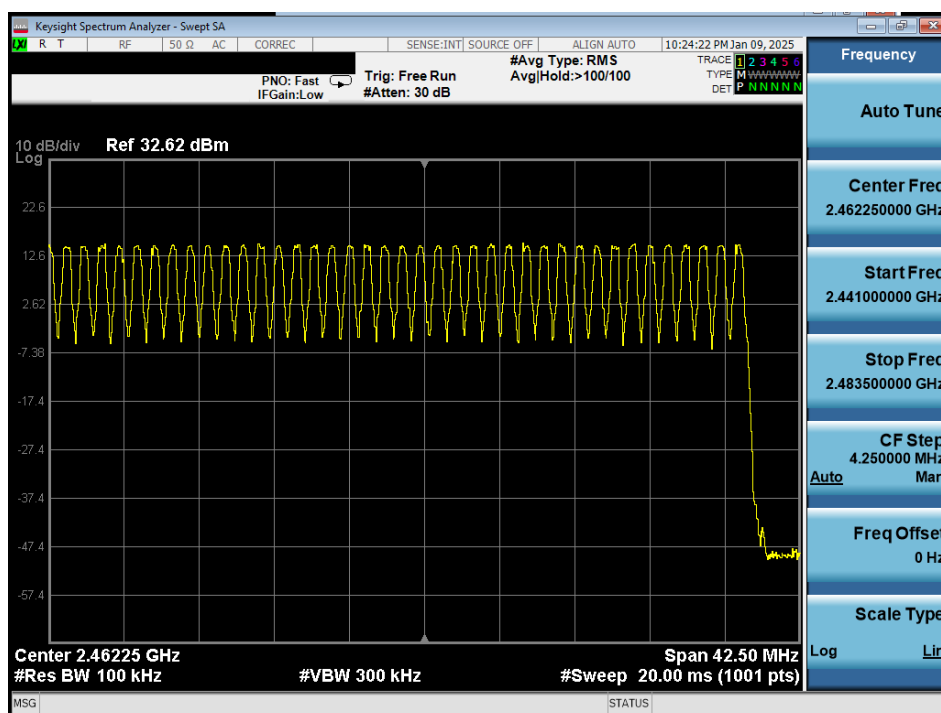 Keysight Spectrum Analyzer - Swept SA
LXI R T RF 50 Ω AC CORREC SENSE:INT SOURCE OFF ALIGN AUTO 10:24:22 PM Jan 09, 2025
PNO: Fast
IFGain:Low
Trig: Free Run
#Atten: 30 dB
#Avg Type: RMS
Avg|Hold:>100/100
TRACE 1 2 3 4 5 6
TYPE M W W W W W
DET P N N N N N
10 dB/div
Log
Ref 32.62 dBm
22.6
12.6
2.62
-7.38
-17.4
-27.4
-37.4
-47.4
-57.4
Center 2.46225 GHz
Span 42.50 MHz
#Res BW 100 kHz
#VBW 300 kHz
#Sweep 20.00 ms (1001 pts)
MSG
STATUS
Frequency
Auto Tune
Center Freq
2.462250000 GHz
Start Freq
2.441000000 GHz
Stop Freq
2.483500000 GHz
CF Step
4.250000 MHz
Auto Man
Freq Offset
0 Hz
Scale Type
Log Lin